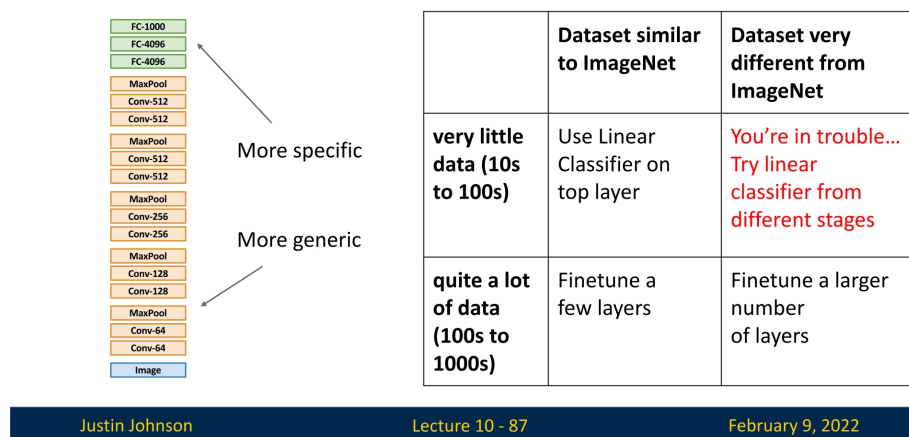 FC-1000
FC-4096
FC-4096
MaxPool
Conv-512
Conv-512
MaxPool
Conv-512
Conv-512
MaxPool
Conv-256
Conv-256
MaxPool
Conv-128
Conv-128
MaxPool
Conv-64
Conv-64
Image
More specific
More generic
Dataset similar
to ImageNet
Dataset very
different from
ImageNet
very little
data (10s
to 100s)
Use Linear
Classifier on
top layer
You’re in trouble…
Try linear
classifier from
different stages
quite a lot
of data
(100s to
1000s)
Finetune a
few layers
Finetune a larger
number
of layers
Justin Johnson
Lecture 10 - 87
February 9, 2022